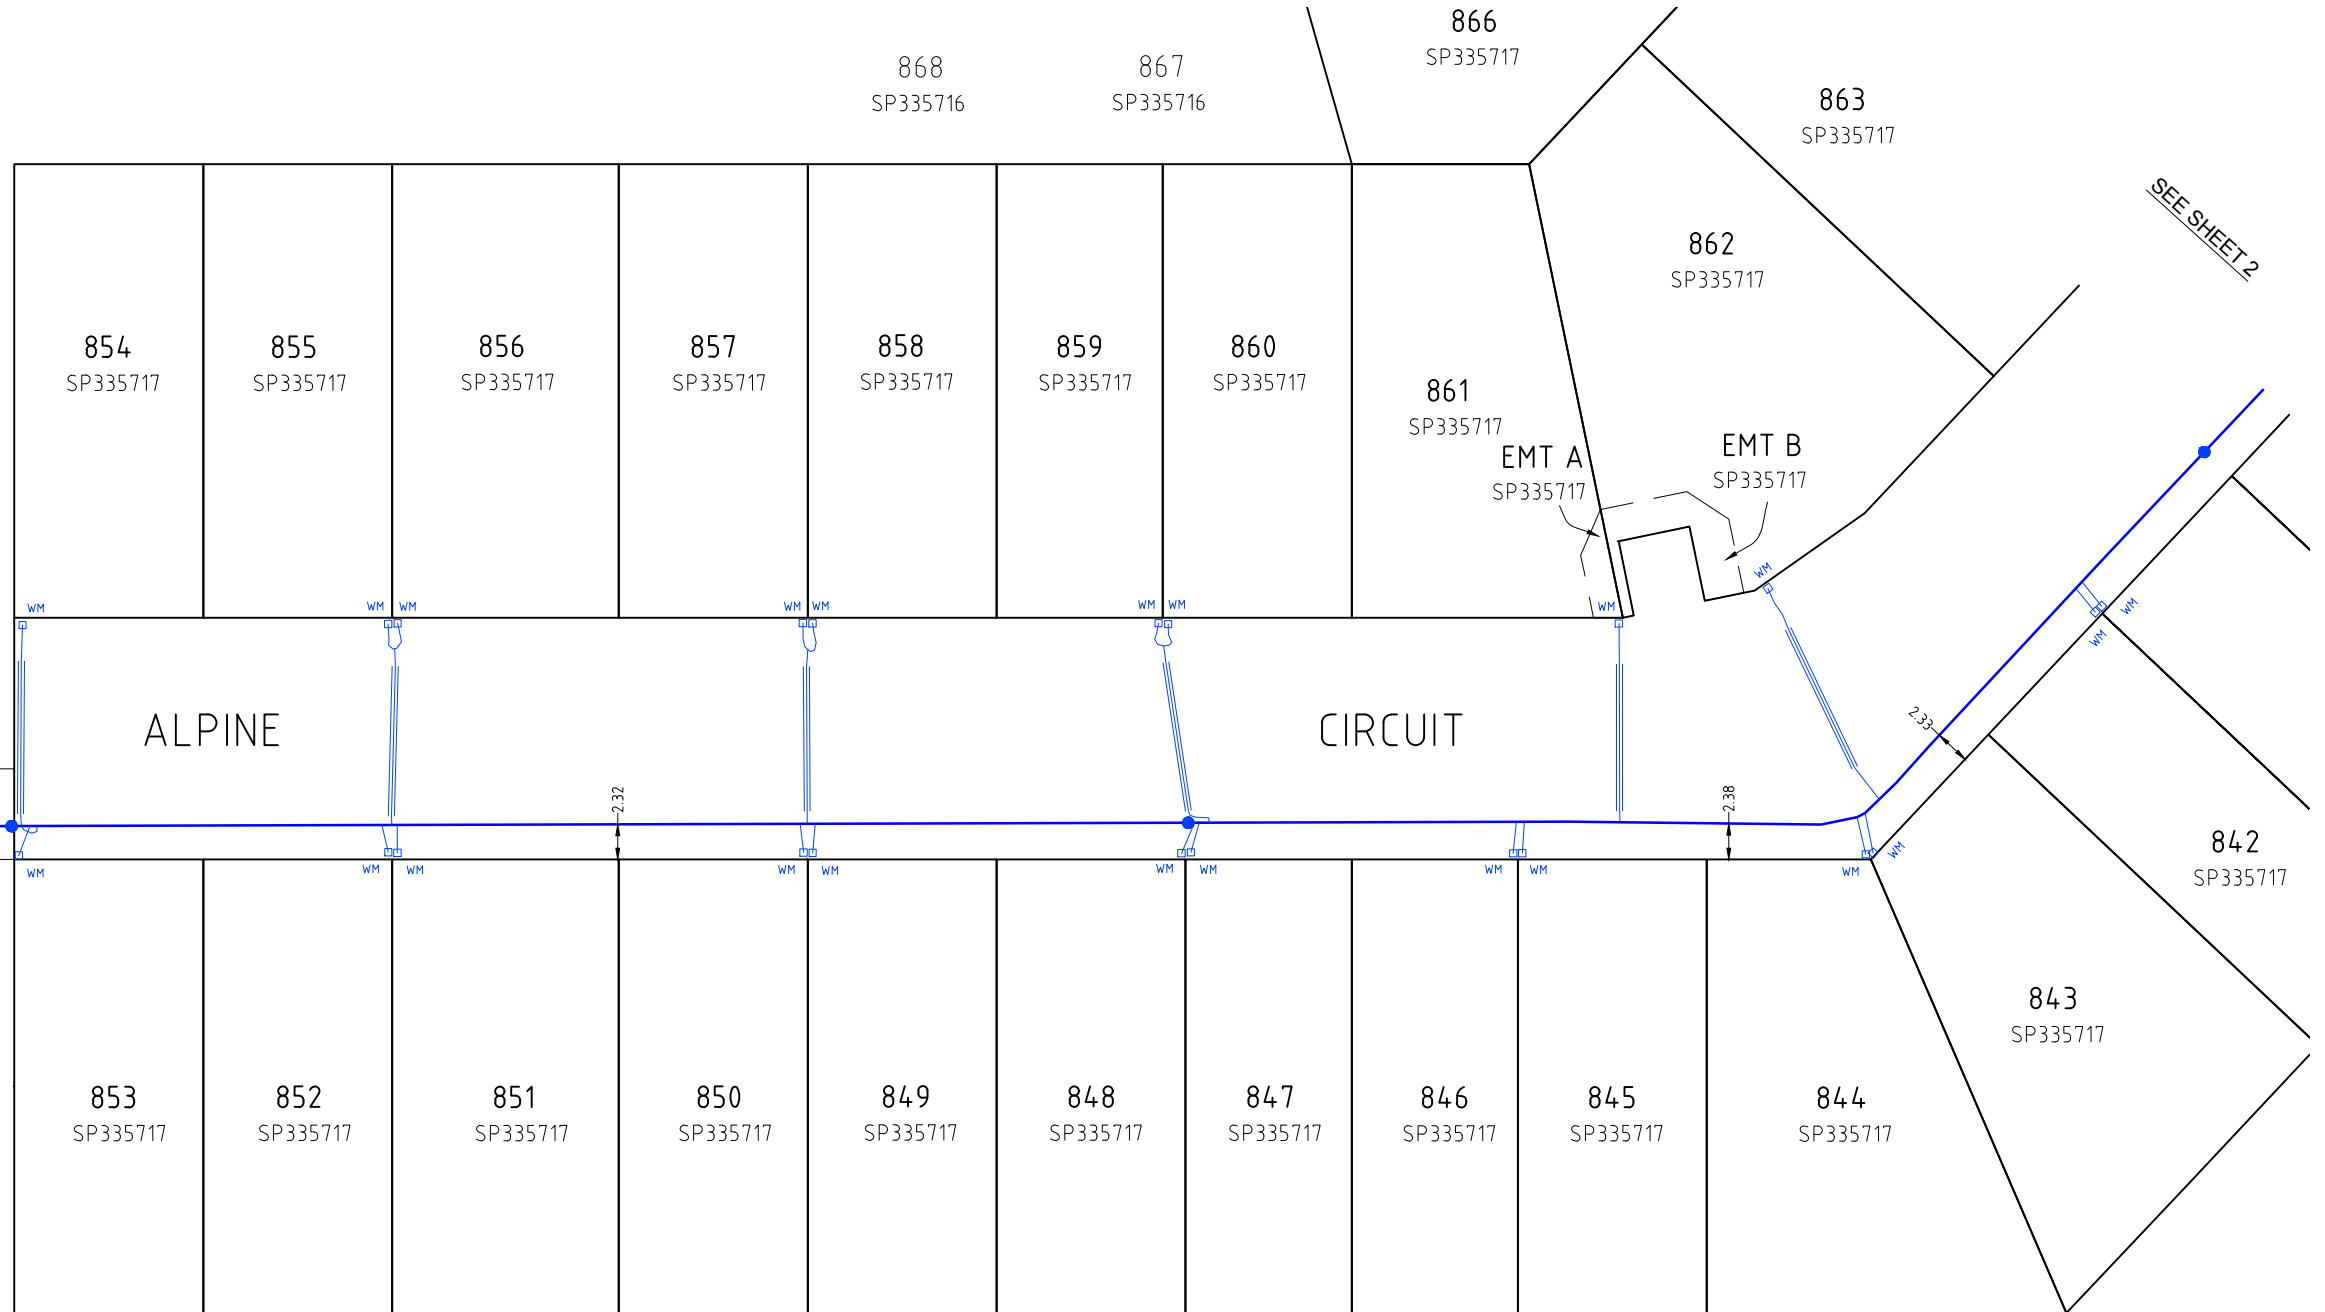 866
SP335717
868
SP335716
867
SP335716
863
SP335717
SEE SHEET 2
862
SP335717
854
SP335717
855
SP335717
856
SP335717
857
SP335717
858
SP335717
859
SP335717
860
SP335717
861
SP335717
EMT A
SP335717
EMT B
SP335717
WM
WM
WM
WM
WM
WM
WM
WM
WM
WM
WM
ALPINE
CIRCUIT
2.33
2.32
2.38
WM
WM
WM
WM
WM
WM
WM
WM
WM
WM
WM
842
SP335717
843
SP335717
853
SP335717
852
SP335717
851
SP335717
850
SP335717
849
SP335717
848
SP335717
847
SP335717
846
SP335717
845
SP335717
844
SP335717